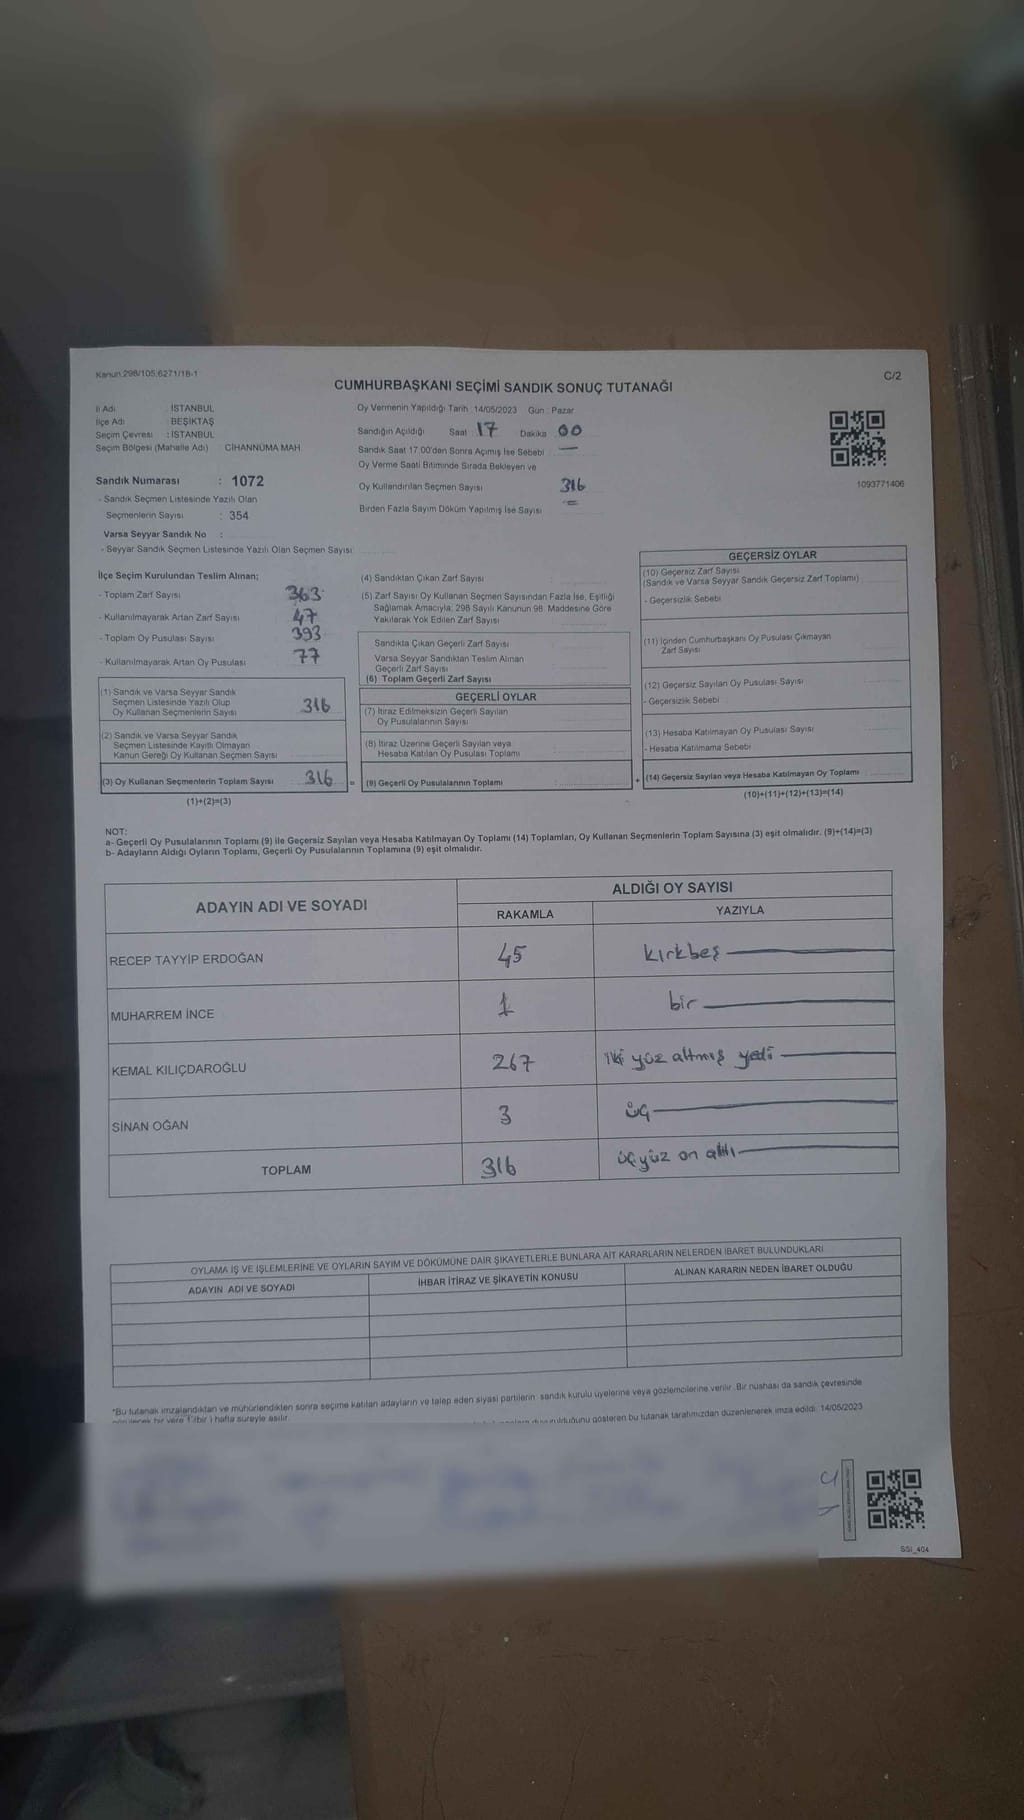 Kanun 298/105,6271/18-1
C/2
CUMHURBAŞKANI SEÇİMİ SANDIK SONUÇ TUTANAĞI
İl Adı : İSTANBUL
İlçe Adı : BEŞİKTAŞ
Seçim Çevresi : İSTANBUL
Seçim Bölgesi (Mahalle Adı) CİHANNÜMA MAH.
Sandık Numarası : 1072
- Sandık Seçmen Listesinde Yazılı Olan
Seçmenlerin Sayısı : 354
Varsa Seyyar Sandık No :
- Seyyar Sandık Seçmen Listesinde Yazılı Olan Seçmen Sayısı:
Oy Vermenin Yapıldığı Tarih : 14/05/2023 Gün : Pazar
Sandığın Açıldığı Saat 17 Dakika 00
Sandık Saat 17.00'den Sonra Açımış İse Sebebi —
Oy Verme Saati Bitiminde Sırada Bekleyen ve
Oy Kullandırılan Seçmen Sayısı 316
Birden Fazla Sayım Döküm Yapılmış İse Sayısı =
1093771406
İlçe Seçim Kurulundan Teslim Alınan;
- Toplam Zarf Sayısı 363
- Kullanılmayarak Artan Zarf Sayısı 47
- Toplam Oy Pusulası Sayısı 393
- Kullanılmayarak Artan Oy Pusulası 77
(1) Sandık ve Varsa Seyyar Sandık
Seçmen Listesinde Yazılı Olup
Oy Kullanan Seçmenlerin Sayısı 316
(2) Sandık ve Varsa Seyyar Sandık
Seçmen Listesinde Kayıtlı Olmayan
Kanun Gereği Oy Kullanan Seçmen Sayısı
(3) Oy Kullanan Seçmenlerin Toplam Sayısı 316 =
(1)+(2)=(3)
(4) Sandıktan Çıkan Zarf Sayısı
(5) Zarf Sayısı Oy Kullanan Seçmen Sayısından Fazla İse, Eşitliği
Sağlamak Amacıyla; 298 Sayılı Kanunun 98. Maddesine Göre
Yakılarak Yok Edilen Zarf Sayısı
Sandıkta Çıkan Geçerli Zarf Sayısı
Varsa Seyyar Sandıktan Teslim Alınan
Geçerli Zarf Sayısı
(6) Toplam Geçerli Zarf Sayısı
GEÇERLİ OYLAR
(7) İtiraz Edilmeksizin Geçerli Sayılan
Oy Pusulalarının Sayısı
(8) İtiraz Üzerine Geçerli Sayılan veya
Hesaba Katılan Oy Pusulası Toplamı
(9) Geçerli Oy Pusulalarının Toplamı +
GEÇERSİZ OYLAR
(10) Geçersiz Zarf Sayısı
(Sandık ve Varsa Seyyar Sandık Geçersiz Zarf Toplamı)
- Geçersizlik Sebebi
(11) İçinden Cumhurbaşkanı Oy Pusulası Çıkmayan
Zarf Sayısı
(12) Geçersiz Sayılan Oy Pusulası Sayısı
- Geçersizlik Sebebi
(13) Hesaba Katılmayan Oy Pusulası Sayısı
- Hesaba Katılmama Sebebi
(14) Geçersiz Sayılan veya Hesaba Katılmayan Oy Toplamı
(10)+(11)+(12)+(13)=(14)
NOT:
a- Geçerli Oy Pusulalarının Toplamı (9) ile Geçersiz Sayılan veya Hesaba Katılmayan Oy Toplamı (14) Toplamları, Oy Kullanan Seçmenlerin Toplam Sayısına (3) eşit olmalıdır. (9)+(14)=(3)
b- Adayların Aldığı Oyların Toplamı, Geçerli Oy Pusulalarının Toplamına (9) eşit olmalıdır.
ADAYIN ADI VE SOYADI ALDIĞI OY SAYISI
RAKAMLA YAZIYLA
RECEP TAYYİP ERDOĞAN 45 kırkbeş
MUHARREM İNCE 1 bir
KEMAL KILIÇDAROĞLU 267 iki yüz altmış yedi
SİNAN OĞAN 3 üç
TOPLAM 316 üçyüz on altı
OYLAMA İŞ VE İŞLEMLERİNE VE OYLARIN SAYIM VE DÖKÜMÜNE DAİR ŞİKAYETLERLE BUNLARA AİT KARARLARIN NELERDEN İBARET BULUNDUKLARI
ADAYIN ADI VE SOYADI İHBAR İTİRAZ VE ŞİKAYETİN KONUSU ALINAN KARARIN NEDEN İBARET OLDUĞU
*Bu tutanak imzalandıktan ve mühürlendikten sonra seçime katılan adayların ve talep eden siyasi partilerin sandık kurulu üyelerine veya gözlemcilerine verilir. Bir nüshası da sandık çevresinde
bir yere 1 (bir) hafta süreyle asılır. duyurulduğunu gösteren bu tutanak tarafımızdan düzenlenerek imza edildi. 14/05/2023
SSI_404